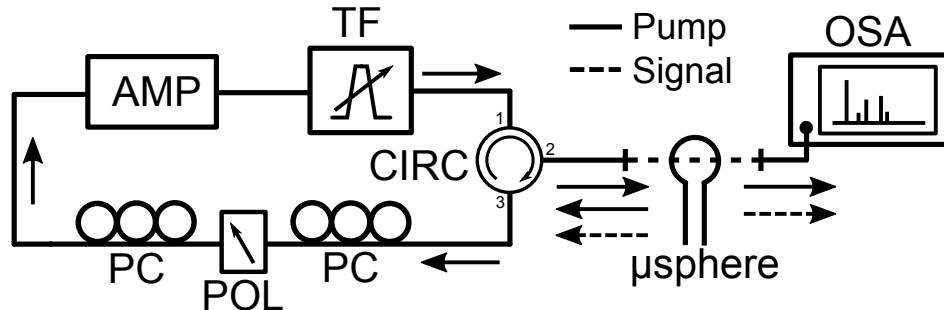 TF
Pump
OSA
AMP
Signal
1
CIRC
2
3
PC
POL
PC
µsphere